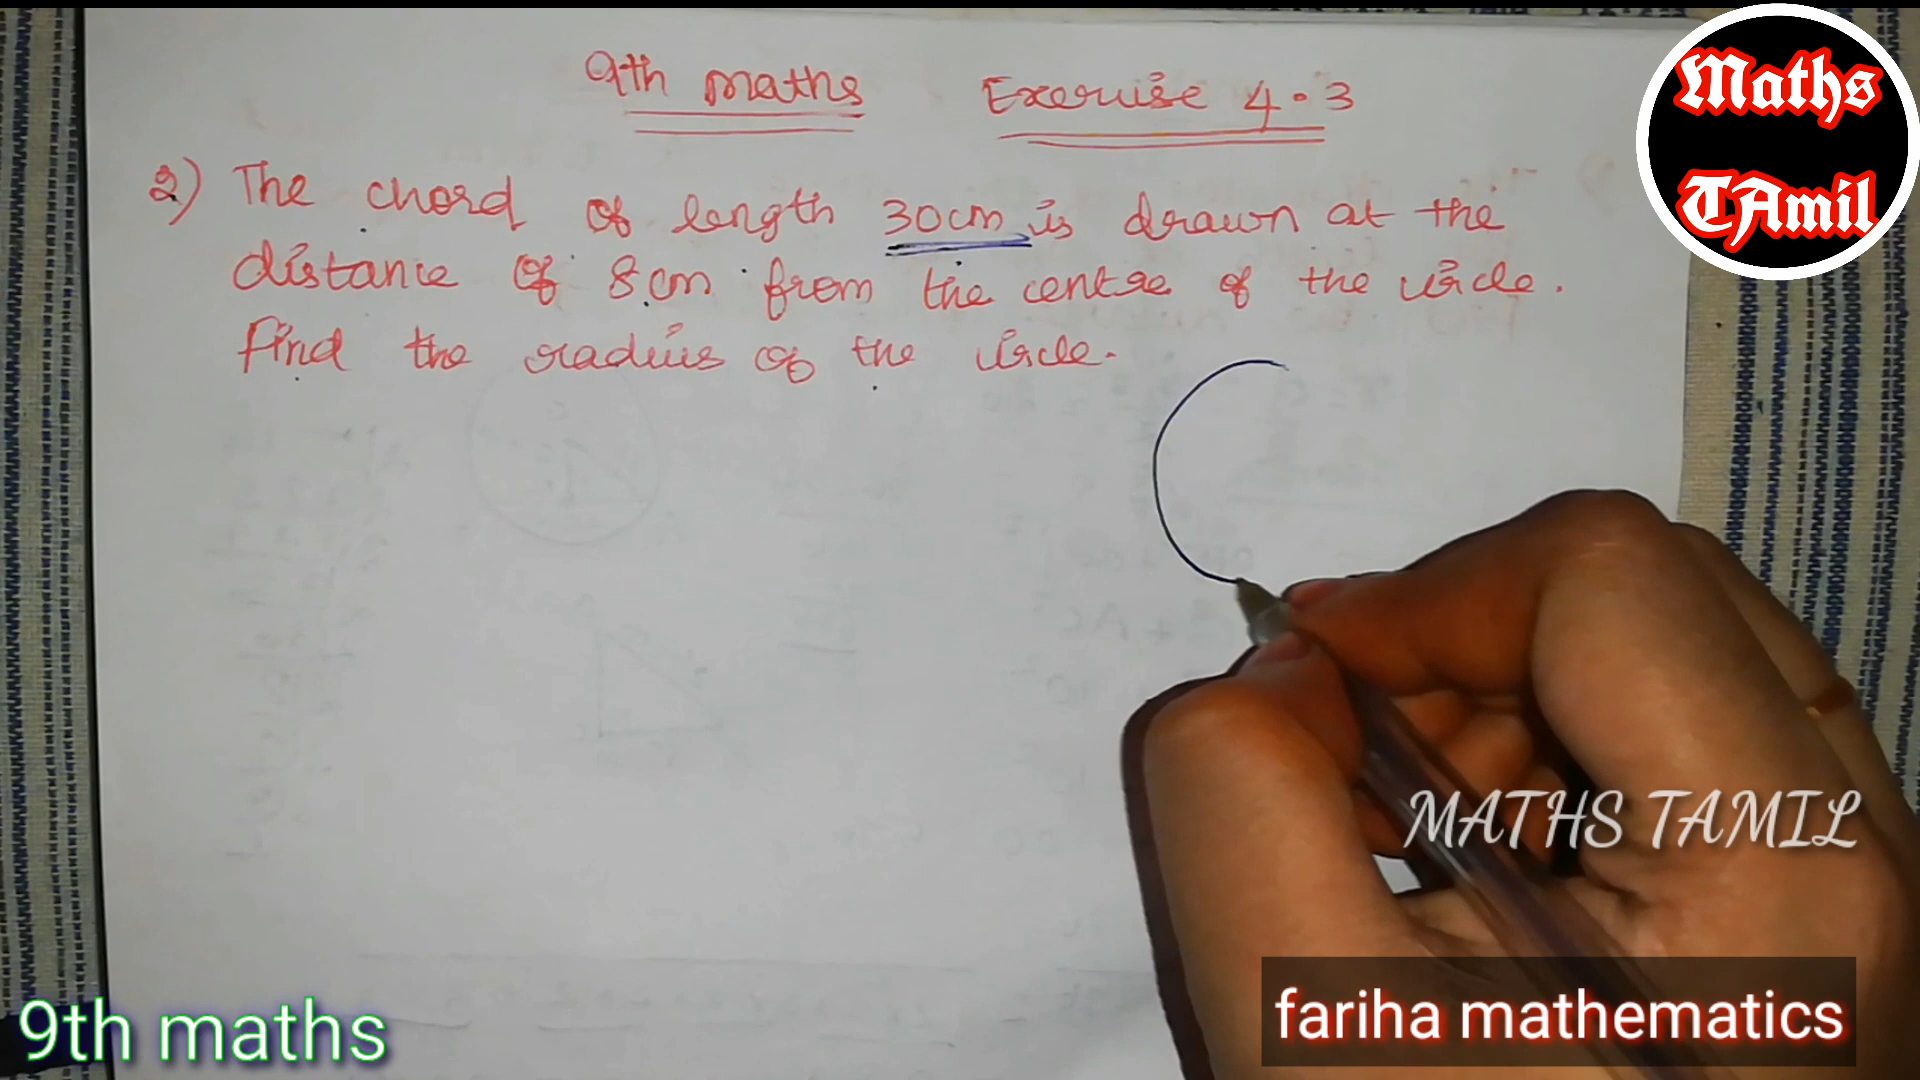 9th maths Exercise 4.3
2) The chord of length 30cm is drawn at the
distance of 8cm from the centre of the circle.
Find the radius of the circle.
Maths
TAmil
MATHS TAMIL
fariha mathematics
9th maths